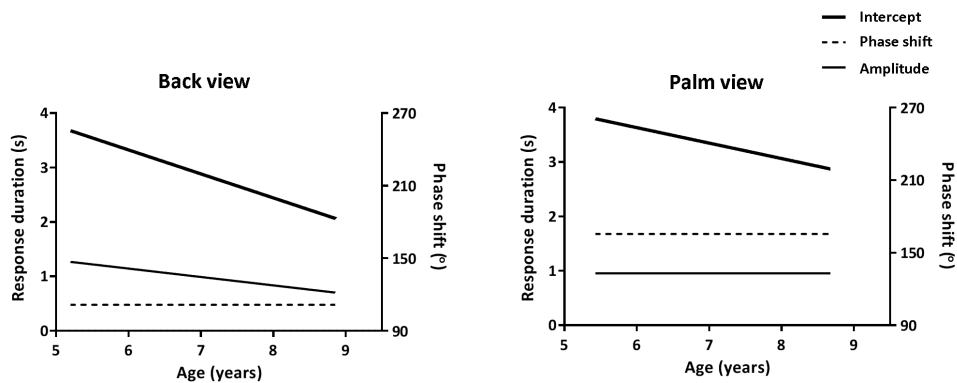 Intercept
Phase shift
Amplitude
Back view
4
3
2
1
0
270
210
150
90
5
6
7
8
9
Response duration (s)
Phase shift (º)
Age (years)
Palm view
4
3
2
1
0
270
210
150
90
5
6
7
8
9
Response duration (s)
Phase shift (º)
Age (years)